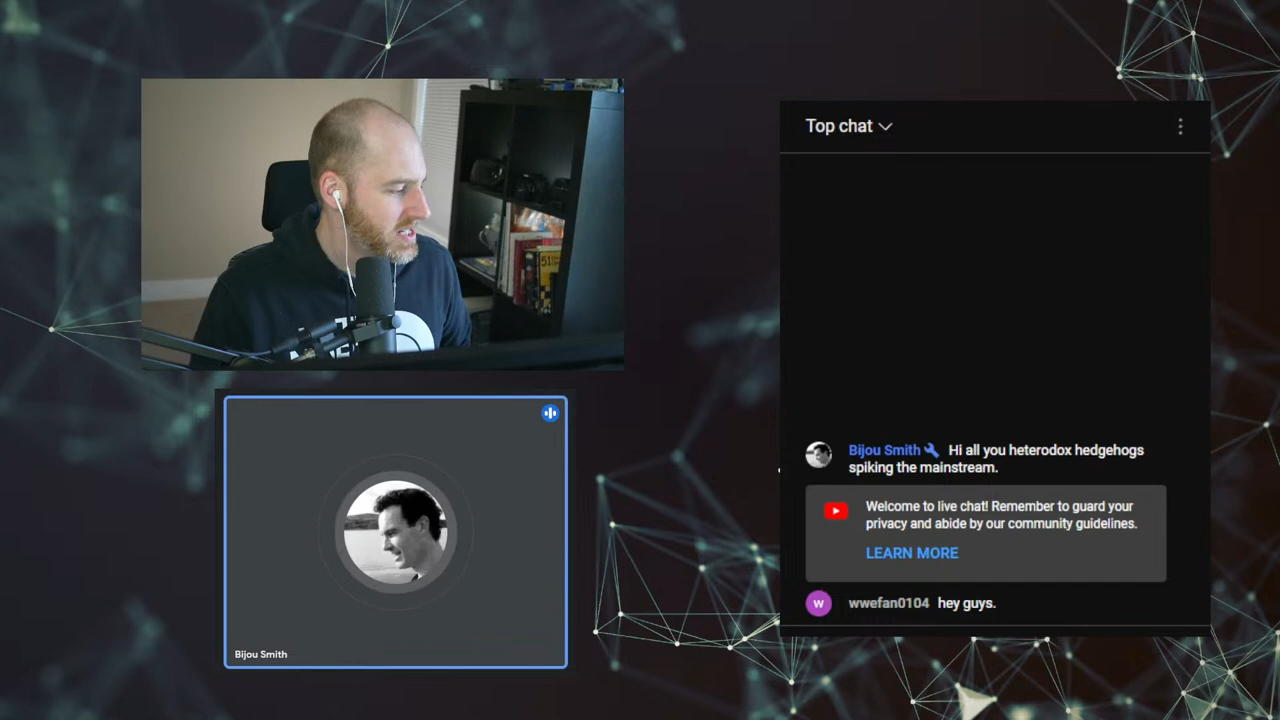 Top chat
Bijou Smith Hi all you heterodox hedgehogs
spiking the mainstream.
Welcome to live chat! Remember to guard your
privacy and abide by our community guidelines.
LEARN MORE
W
wwefan0104 hey guys.
Bijou Smith
51